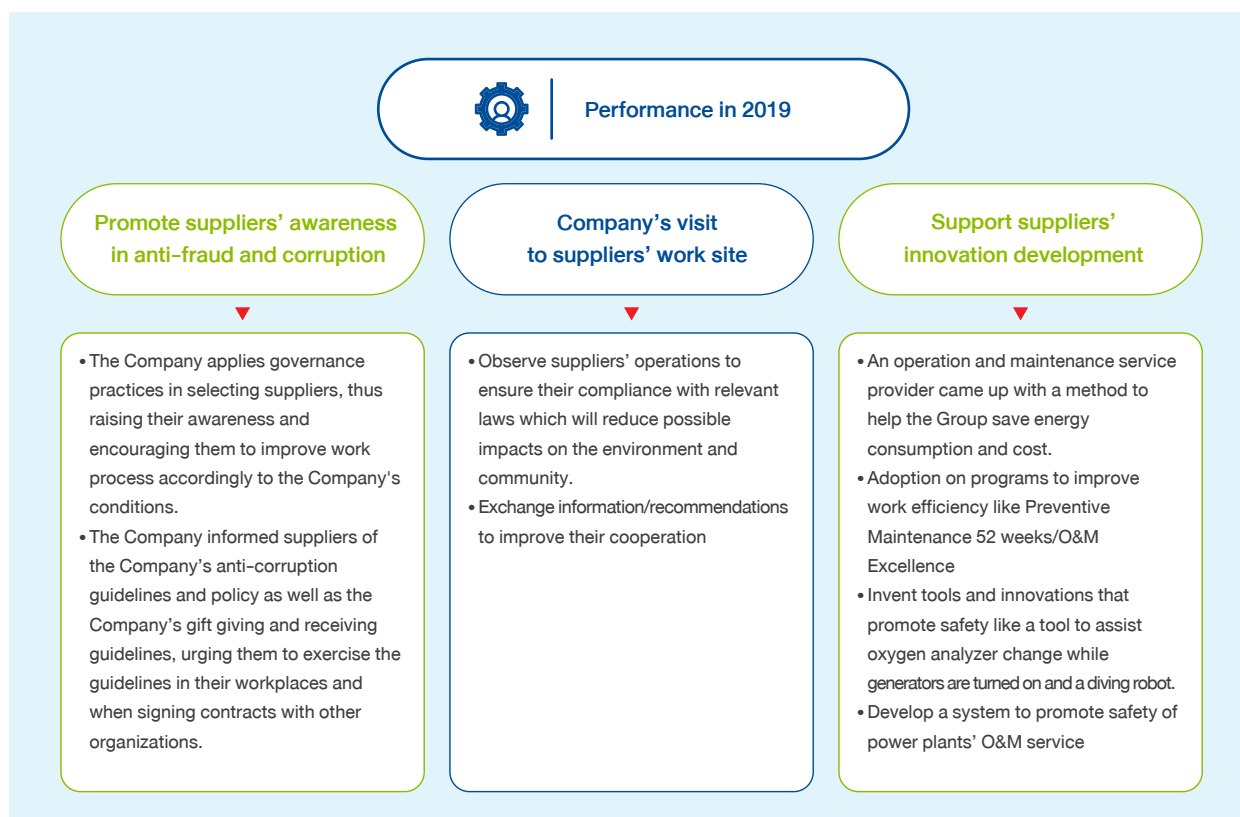 Performance in 2019
Promote suppliers’ awareness
in anti-fraud and corruption
• The Company applies governance
practices in selecting suppliers, thus
raising their awareness and
encouraging them to improve work
process accordingly to the Company's
conditions.
• The Company informed suppliers of
the Company’s anti-corruption
guidelines and policy as well as the
Company’s gift giving and receiving
guidelines, urging them to exercise the
guidelines in their workplaces and
when signing contracts with other
organizations.
Company’s visit
to suppliers’ work site
• Observe suppliers’ operations to
ensure their compliance with relevant
laws which will reduce possible
impacts on the environment and
community.
• Exchange information/recommendations
to improve their cooperation
Support suppliers’
innovation development
• An operation and maintenance service
provider came up with a method to
help the Group save energy
consumption and cost.
• Adoption on programs to improve
work efficiency like Preventive
Maintenance 52 weeks/O&M
Excellence
• Invent tools and innovations that
promote safety like a tool to assist
oxygen analyzer change while
generators are turned on and a diving robot.
• Develop a system to promote safety of
power plants’ O&M service